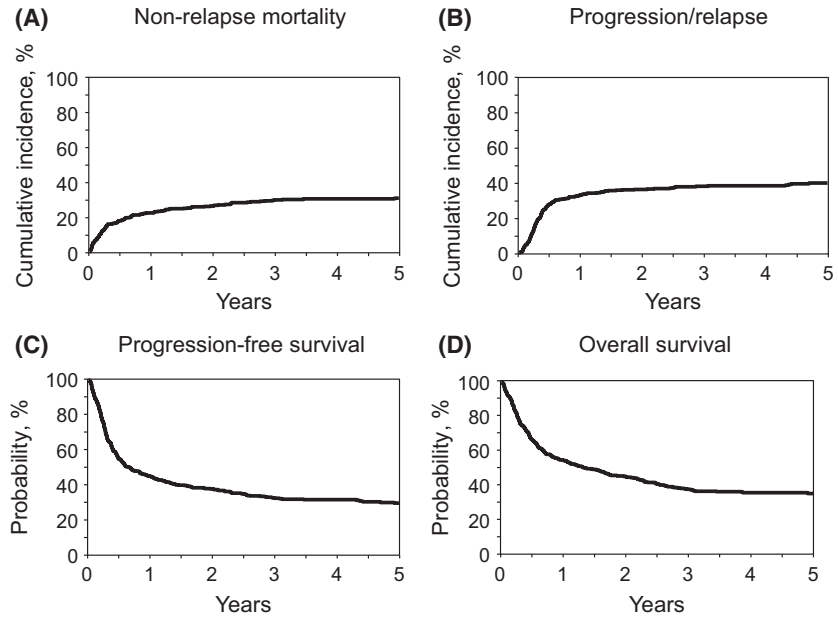 (A) Non-relapse mortality
Cumulative incidence, %
100
80
60
40
20
0
0 1 2 3 4 5
Years
(B) Progression/relapse
Cumulative incidence, %
100
80
60
40
20
0
0 1 2 3 4 5
Years
(C) Progression-free survival
Probability, %
100
80
60
40
20
0
0 1 2 3 4 5
Years
(D) Overall survival
Probability, %
100
80
60
40
20
0
0 1 2 3 4 5
Years